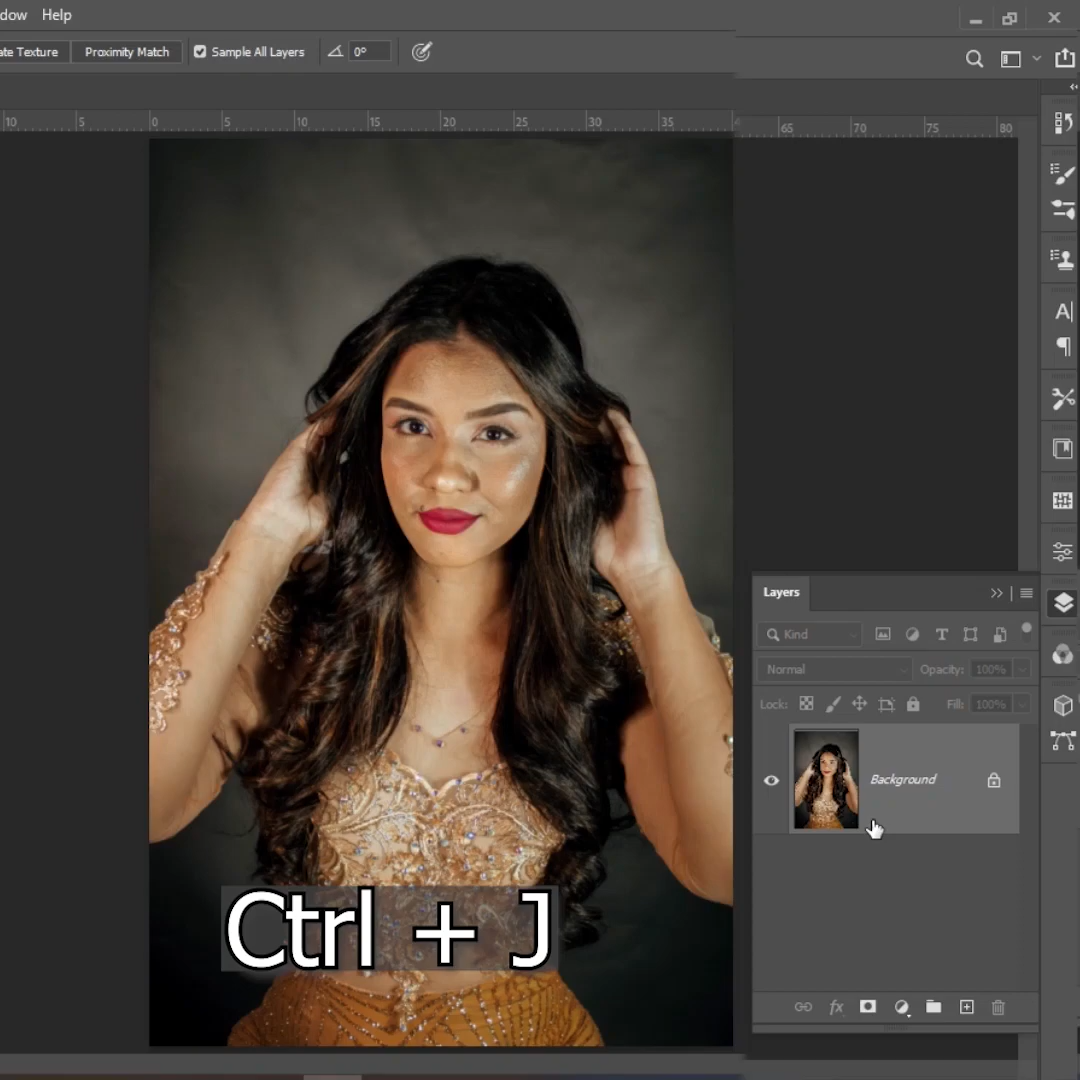 dow Help
ate Texture Proximity Match Sample All Layers 0°
10 5 0 5 10 15 20 25 30 35 65 70 75 80
A
Layers
Kind T
Normal Opacity: 100%
Lock: Fill: 100%
Background
Ctrl + J
fx